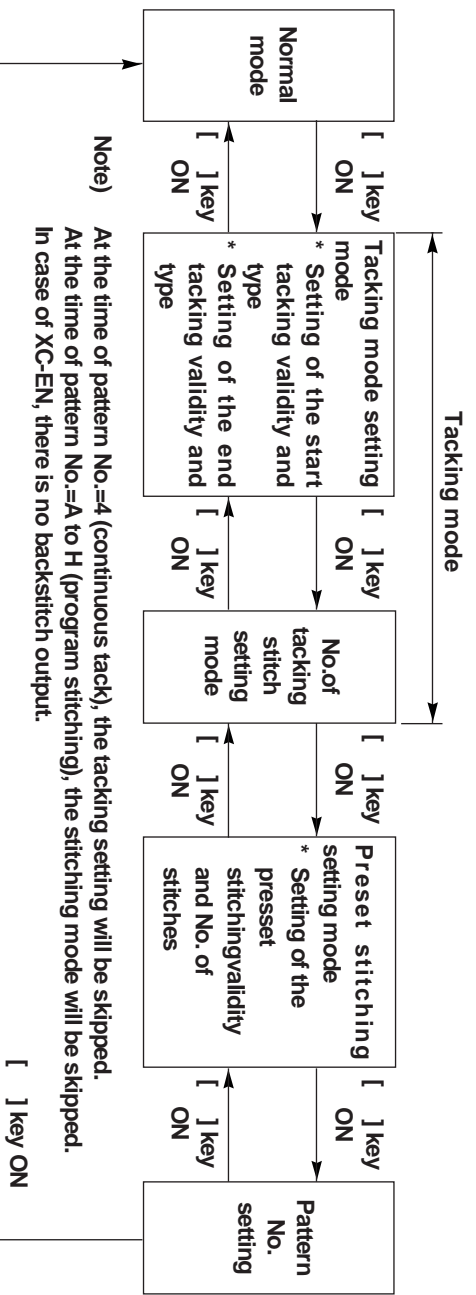 Tacking mode
Normal
mode
[ ] key
ON
[ ] key
ON
Tacking mode setting
mode
* Setting of the start
tacking validity and
type
* Setting of the end
tacking validity and
type
[ ] key
ON
[ ] key
ON
No.of
tacking
stitch
setting
mode
[ ] key
ON
[ ] key
ON
Preset stitching
setting mode
* Setting of the
presset
stitchingvalidity
and No. of
stitches
[ ] key
ON
[ ] key
ON
Pattern
No.
setting
[ ] key ON
Note) At the time of pattern No.=4 (continuous tack), the tacking setting will be skipped.
At the time of pattern No.=A to H (program stitching), the stitching mode will be skipped.
In case of XC-EN, there is no backstitch output.